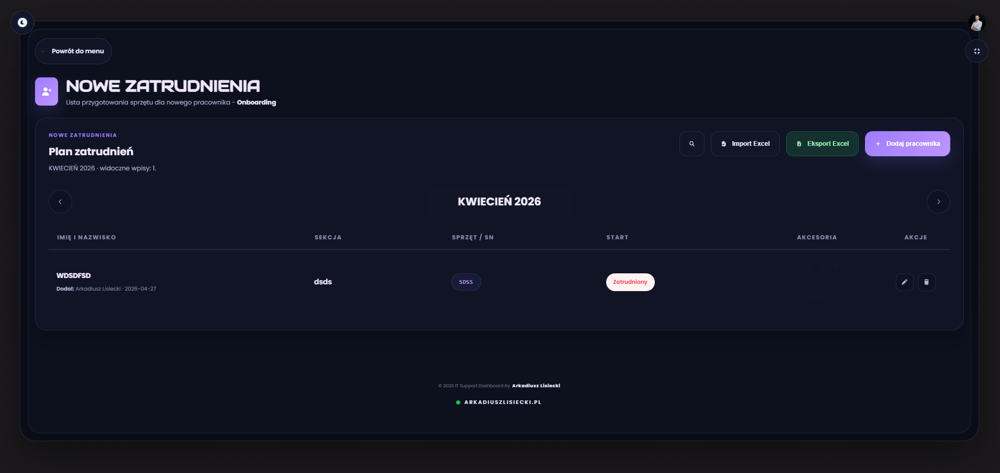 ← Powrót do menu
NOWE ZATRUDNIENIA
Lista przygotowania sprzętu dla nowego pracownika - Onboarding
NOWE ZATRUDNIENIA
Plan zatrudnień
KWIECIEŃ 2026 · widoczne wpisy: 1.
Import Excel
Eksport Excel
+ Dodaj pracownika
KWIECIEŃ 2026
IMIĘ I NAZWISKO
SEKCJA
SPRZĘT / SN
START
AKCESORIA
AKCJE
WDSDFSD
Dodał: Arkadiusz Lisiecki · 2026-04-27
dsds
SDSS
Zatrudniony
© 2026 IT Support Dashboard by Arkadiusz Lisiecki
ARKADIUSZLISIECKI.PL